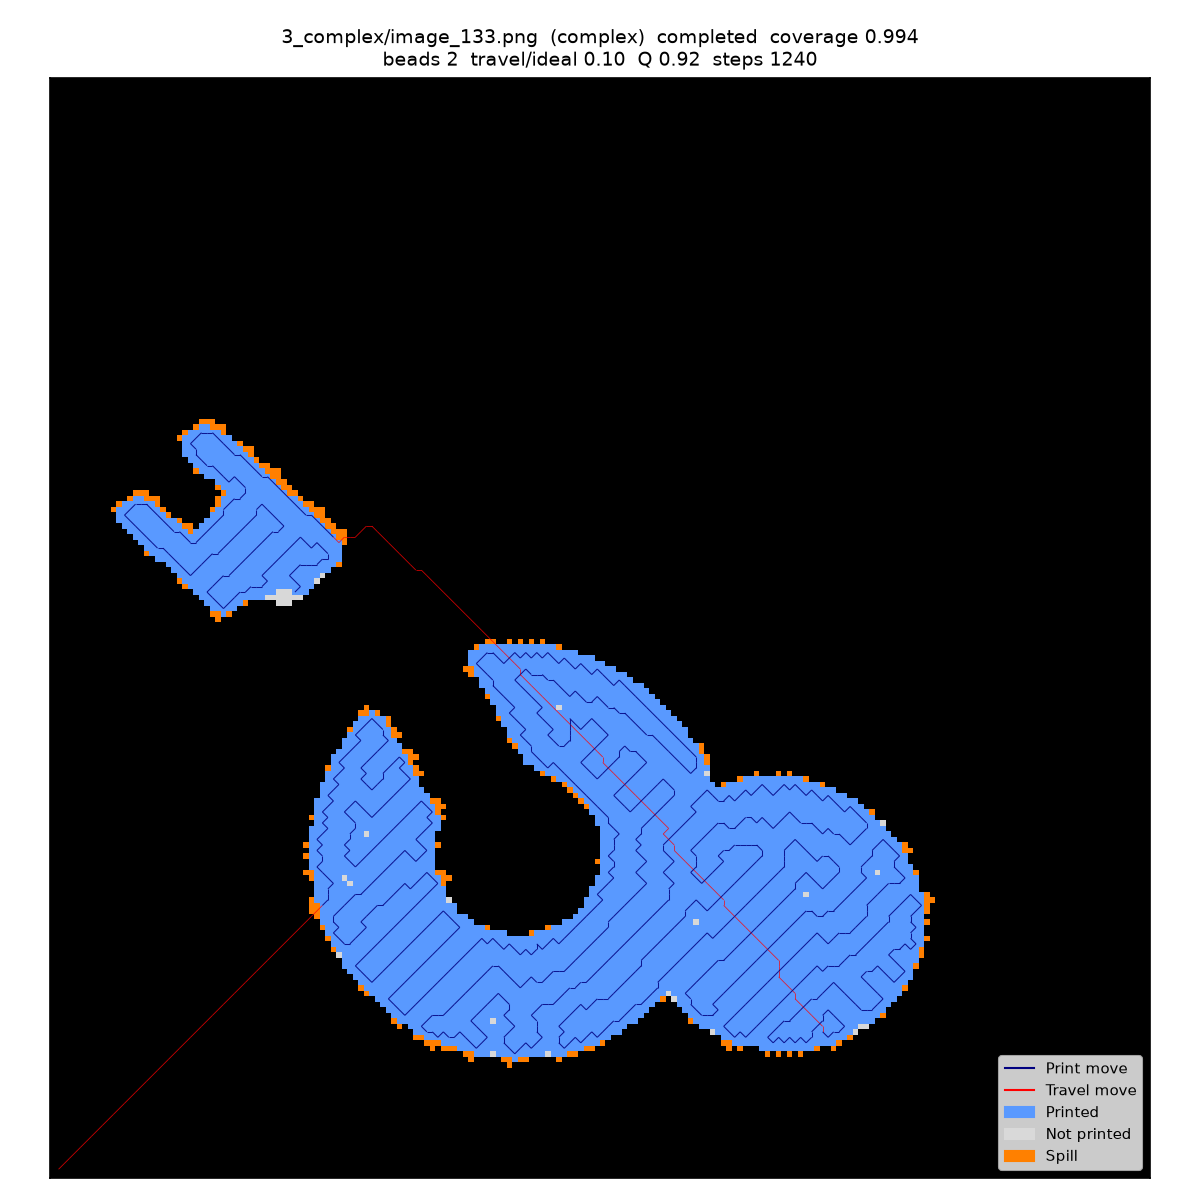 3_complex/image_133.png  (complex)  completed  coverage 0.994
beads 2  travel/ideal 0.10  Q 0.92  steps 1240
Print move
Travel move
Printed
Not printed
Spill